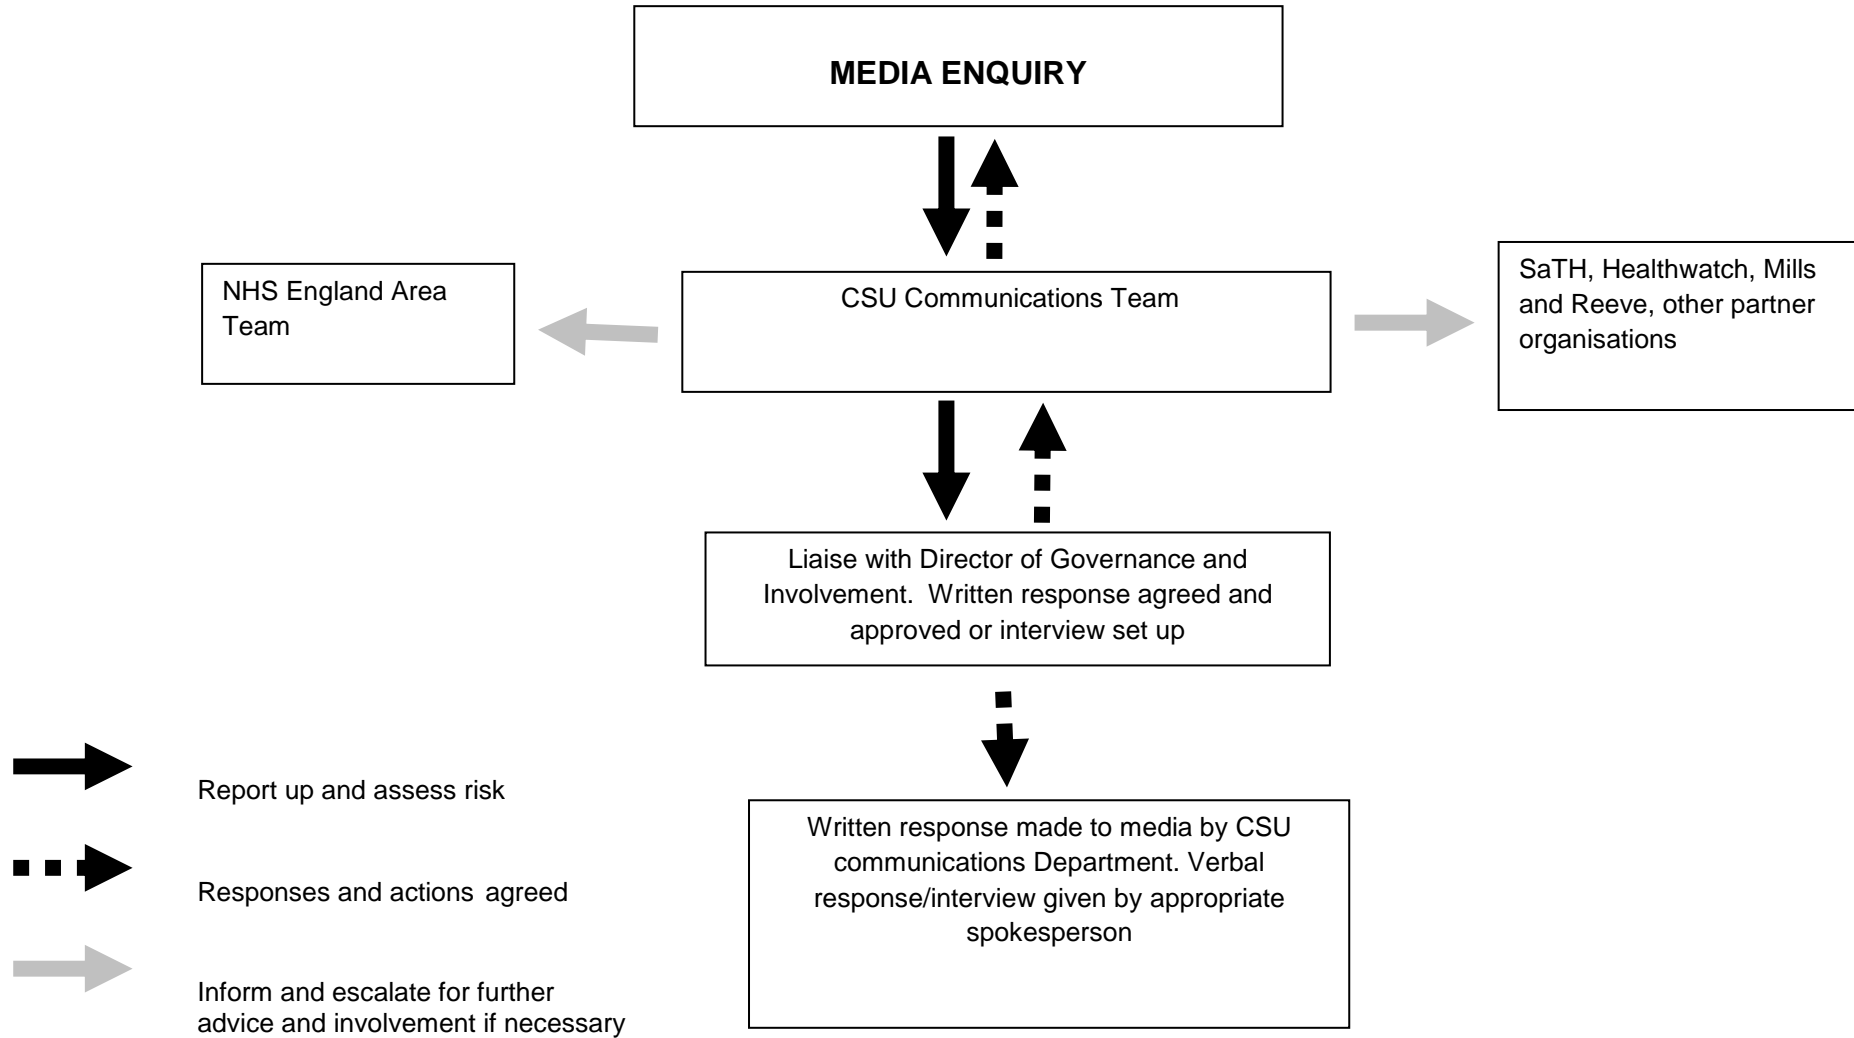 MEDIA ENQUIRY
NHS England Area
Team
CSU Communications Team
SaTH, Healthwatch, Mills
and Reeve, other partner
organisations
Liaise with Director of Governance and
Involvement.  Written response agreed and
approved or interview set up
Written response made to media by CSU
communications Department. Verbal
response/interview given by appropriate
spokesperson
Report up and assess risk
Responses and actions agreed
Inform and escalate for further
advice and involvement if necessary